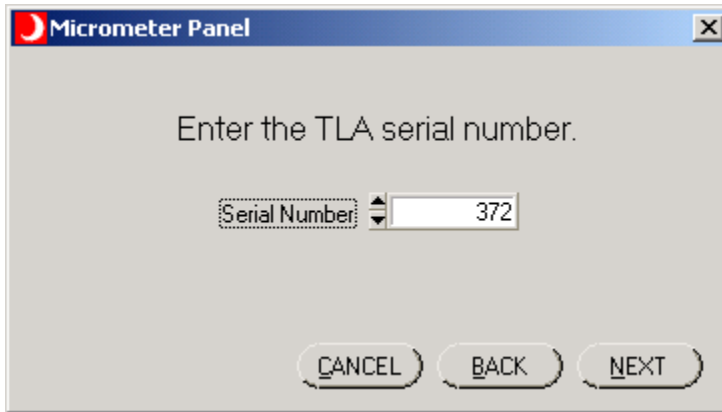 Micrometer Panel
Enter the TLA serial number.
Serial Number 372
CANCEL BACK NEXT